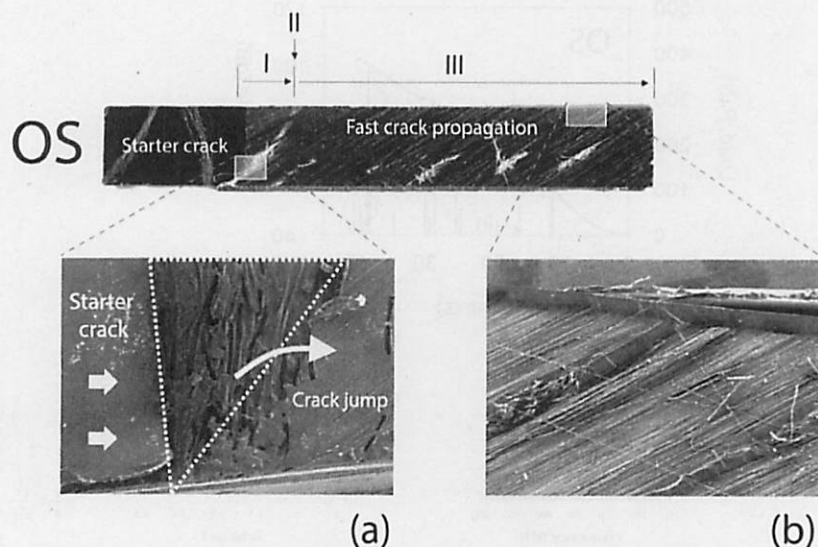 II
I
III
OS
Starter crack
Fast crack propagation
Starter
crack
Crack jump
(a)
(b)